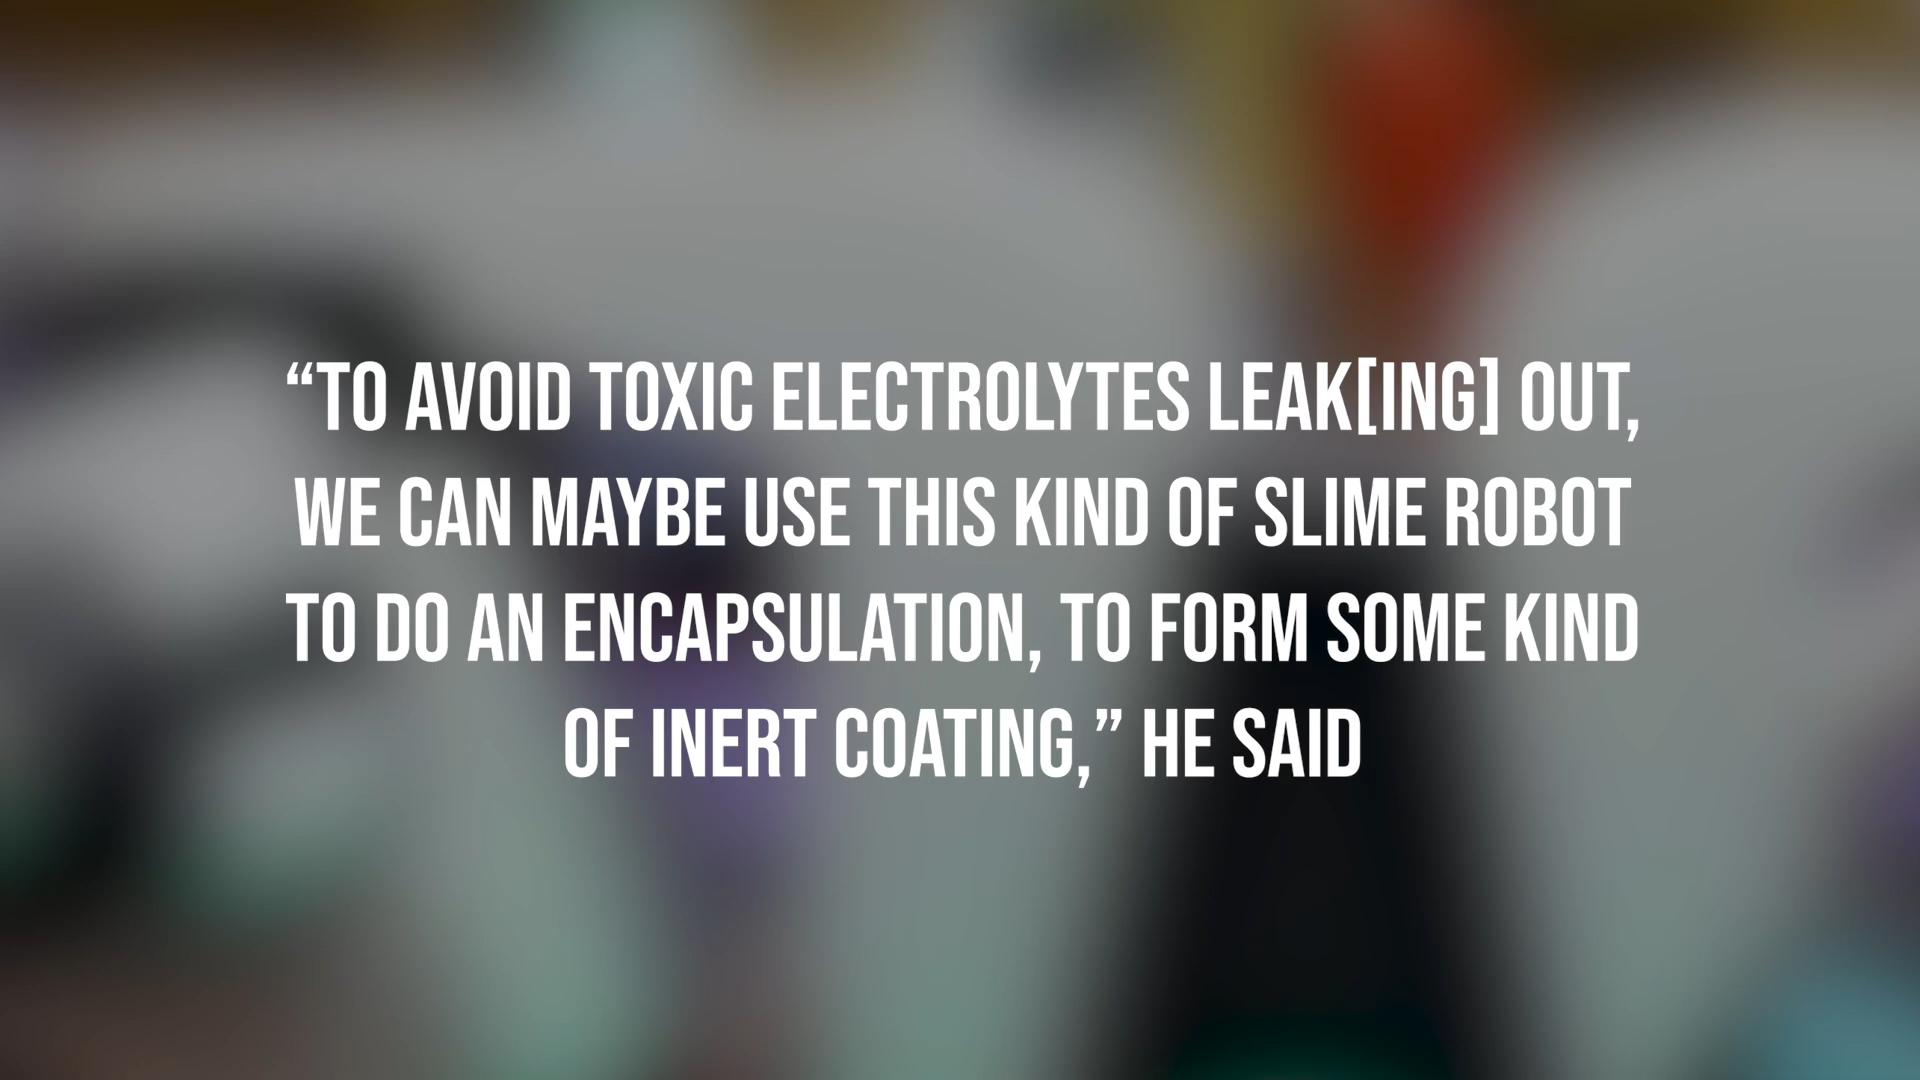 “TO AVOID TOXIC ELECTROLYTES LEAK[ING] OUT,
WE CAN MAYBE USE THIS KIND OF SLIME ROBOT
TO DO AN ENCAPSULATION, TO FORM SOME KIND
OF INERT COATING,” HE SAID